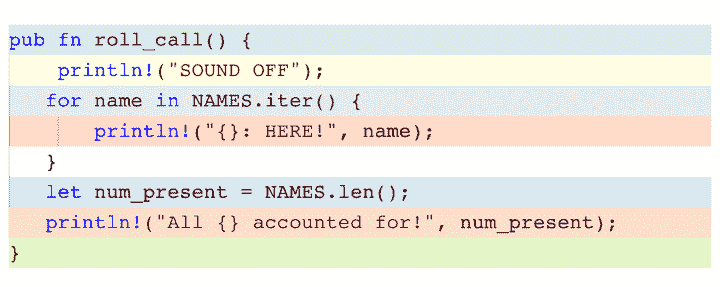 pub fn roll_call() {
    println!("SOUND OFF");
   for name in NAMES.iter() {
       println!("{}: HERE!", name);
   }
   let num_present = NAMES.len();
   println!("All {} accounted for!", num_present);
}